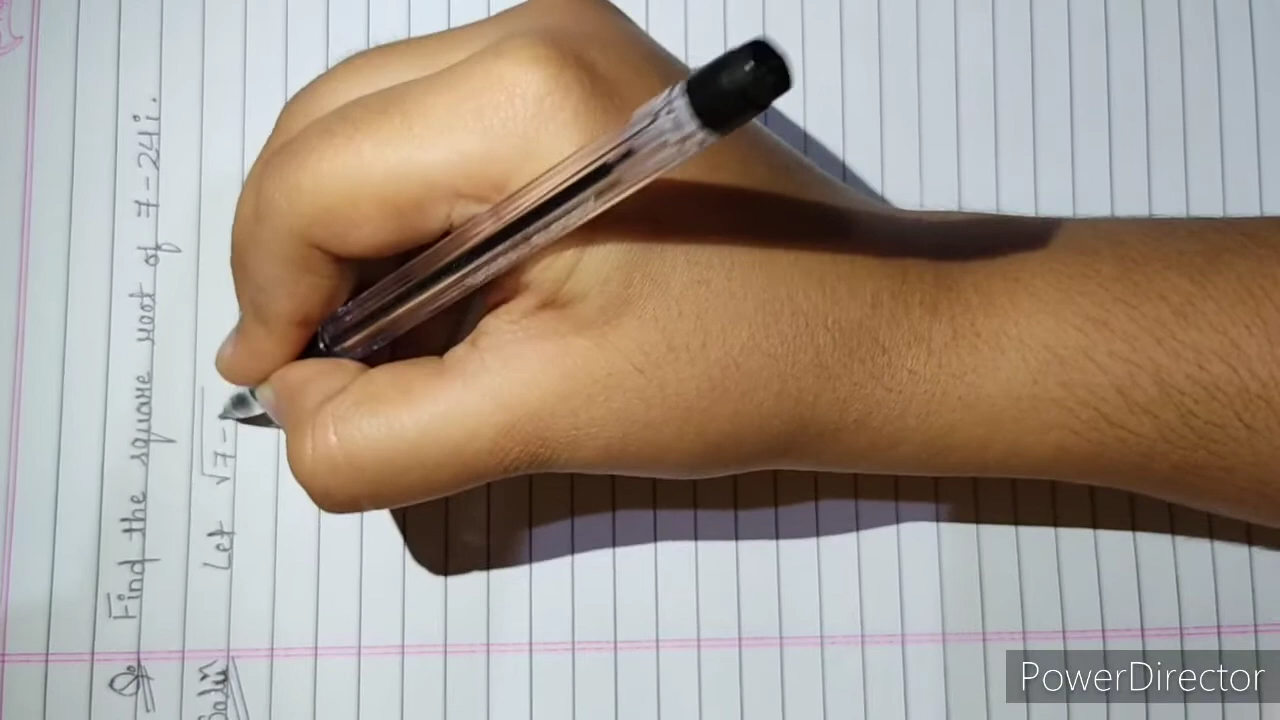 Q. Find the square root of 7-24i.
Solⁿ Let √7-
PowerDirector